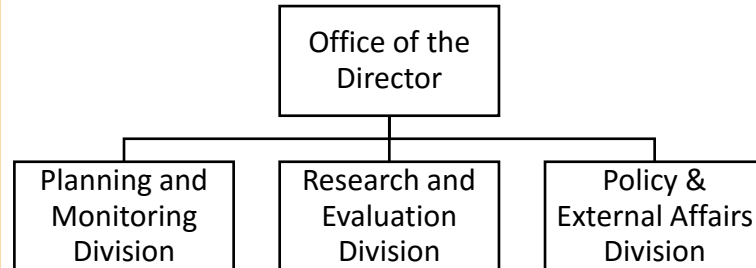 Office of the
Director
Planning and
Monitoring
Division
Research and
Evaluation
Division
Policy &
External Affairs
Division